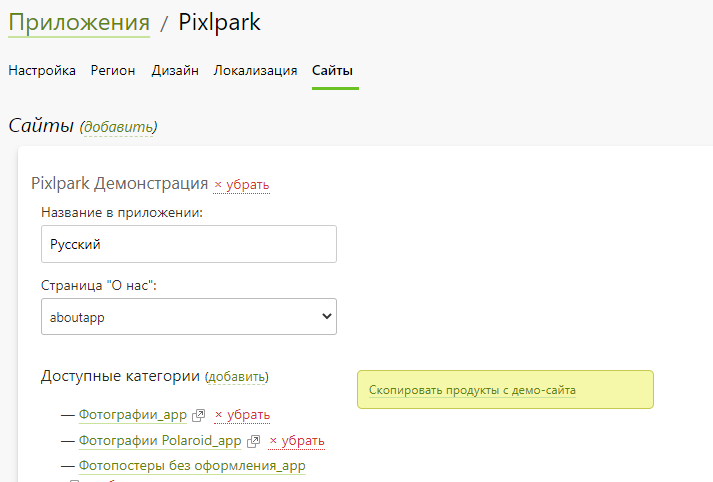 Приложения / Pixlpark
Настройка Регион Дизайн Локализация Сайты
Сайты (добавить)
Pixlpark Демонстрация × убрать
Название в приложении:
Русский
Страница "О нас":
aboutapp
Доступные категории (добавить)
Скопировать продукты с демо-сайта
— Фотографии_app × убрать
— Фотографии Polaroid_app × убрать
— Фотопостеры без оформления_app